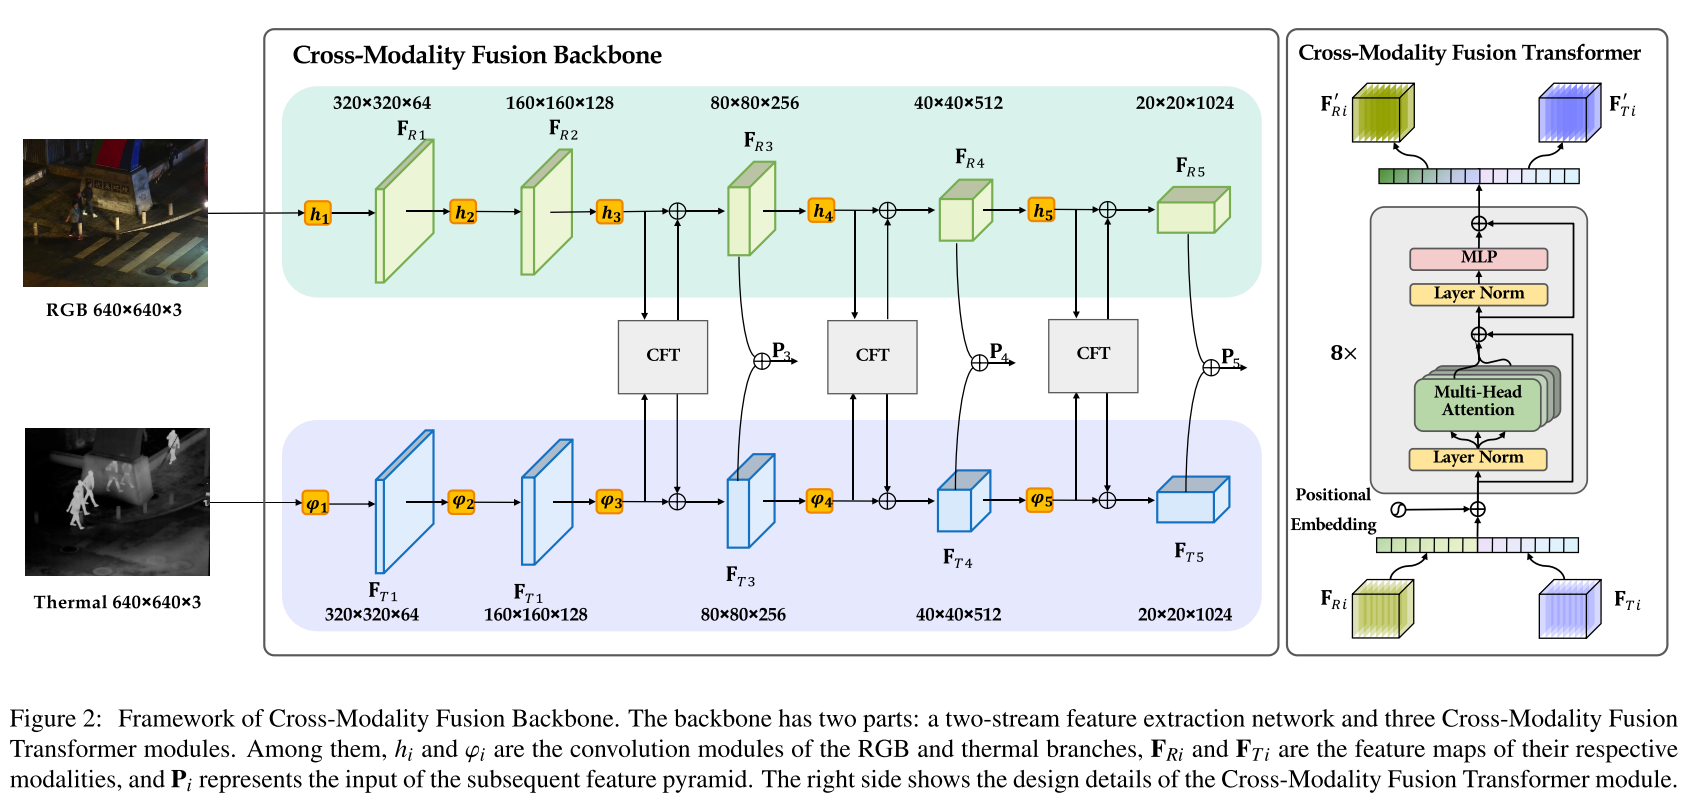 Cross-Modality Fusion Backbone
320×320×64 160×160×128 80×80×256 40×40×512 20×20×1024
F_R1 F_R2 F_R3 F_R4 F_R5
h₁ h₂ h₃ h₄ h₅
RGB 640×640×3
CFT CFT CFT
P₃ P₄ P₅
φ₁ φ₂ φ₃ φ₄ φ₅
Thermal 640×640×3
F_T1 F_T1 F_T3 F_T4 F_T5
320×320×64 160×160×128 80×80×256 40×40×512 20×20×1024
Cross-Modality Fusion Transformer
F′_Ri F′_Ti
MLP
Layer Norm
8×
Multi-Head
Attention
Layer Norm
Positional
Embedding
F_Ri F_Ti
Figure 2: Framework of Cross-Modality Fusion Backbone. The backbone has two parts: a two-stream feature extraction network and three Cross-Modality Fusion
Transformer modules. Among them, hᵢ and φᵢ are the convolution modules of the RGB and thermal branches, F_Ri and F_Ti are the feature maps of their respective
modalities, and Pᵢ represents the input of the subsequent feature pyramid. The right side shows the design details of the Cross-Modality Fusion Transformer module.